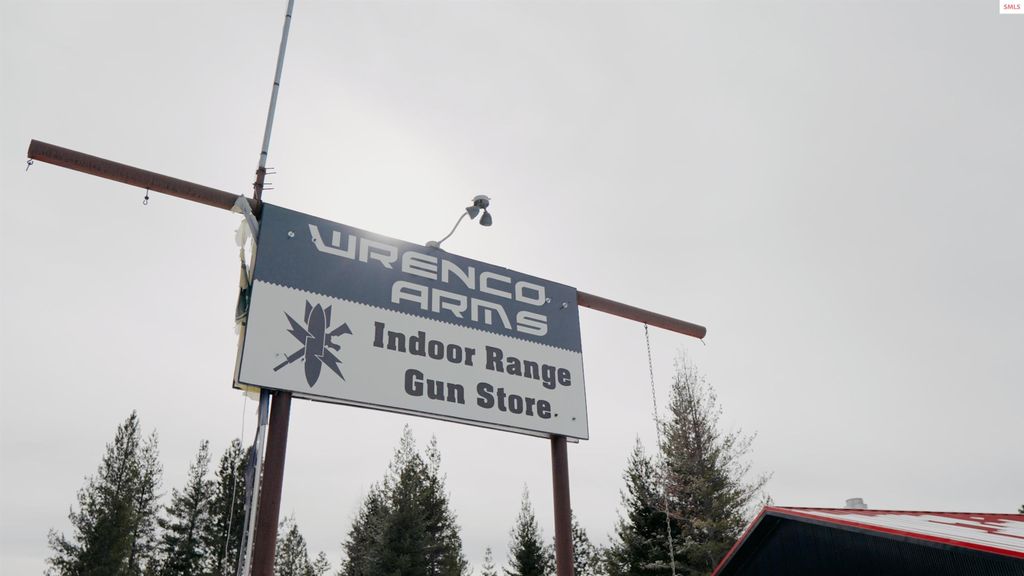 SMLS
WRENCO
ARMS
Indoor Range
Gun Store